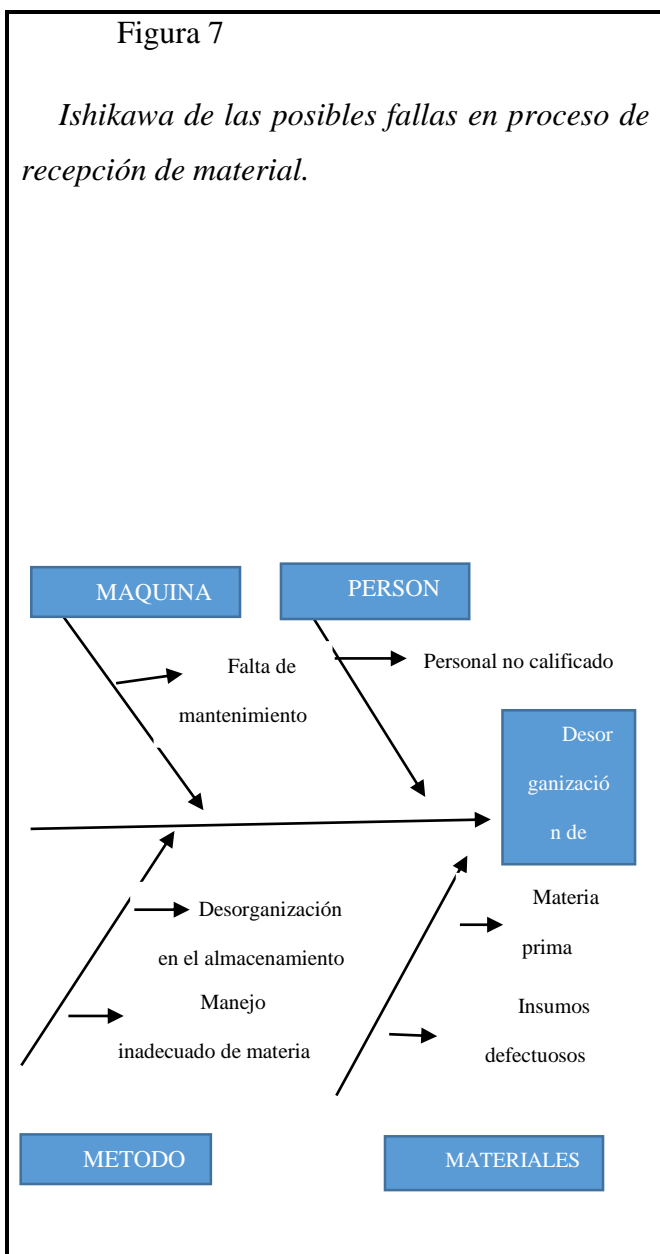 Figura 7
Ishikawa de las posibles fallas en proceso de
recepción de material.
MAQUINA
PERSON
Falta de
mantenimiento
Personal no calificado
Desor
ganizació
n de
Desorganización
en el almacenamiento
Manejo
inadecuado de materia
Materia
prima
Insumos
defectuosos
METODO
MATERIALES